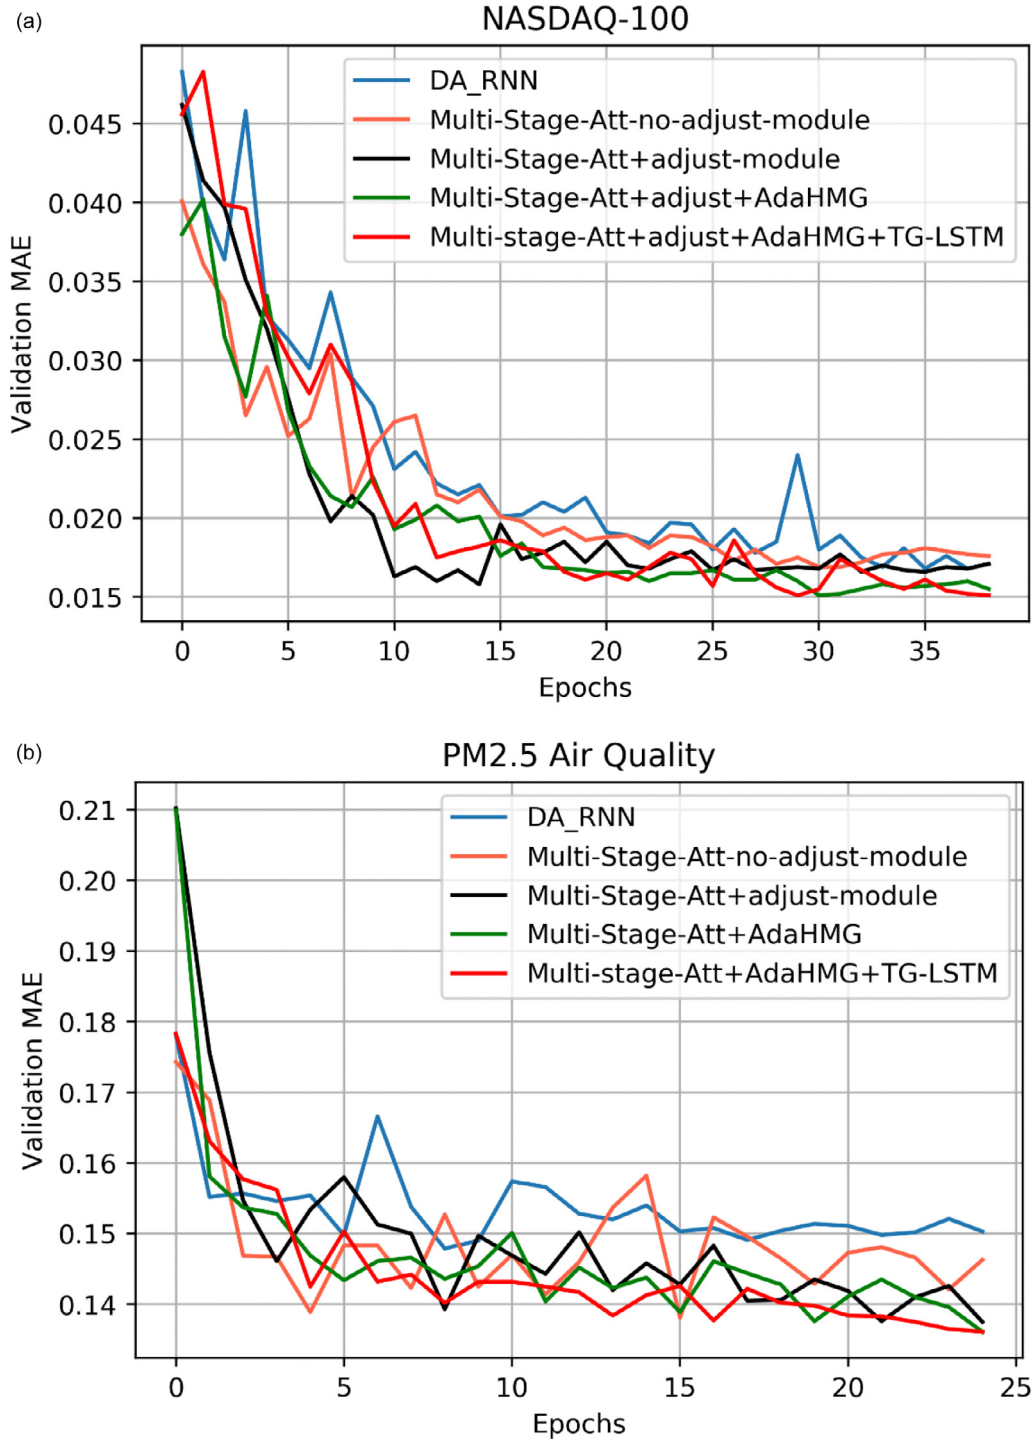 (a)
NASDAQ-100
DA_RNN
Multi-Stage-Att-no-adjust-module
Multi-Stage-Att+adjust-module
Multi-Stage-Att+adjust+AdaHMG
Multi-stage-Att+adjust+AdaHMG+TG-LSTM
Validation MAE
0.045
0.040
0.035
0.030
0.025
0.020
0.015
0 5 10 15 20 25 30 35
Epochs
(b)
PM2.5 Air Quality
DA_RNN
Multi-Stage-Att-no-adjust-module
Multi-Stage-Att+adjust-module
Multi-Stage-Att+AdaHMG
Multi-stage-Att+AdaHMG+TG-LSTM
Validation MAE
0.21
0.20
0.19
0.18
0.17
0.16
0.15
0.14
0 5 10 15 20 25
Epochs